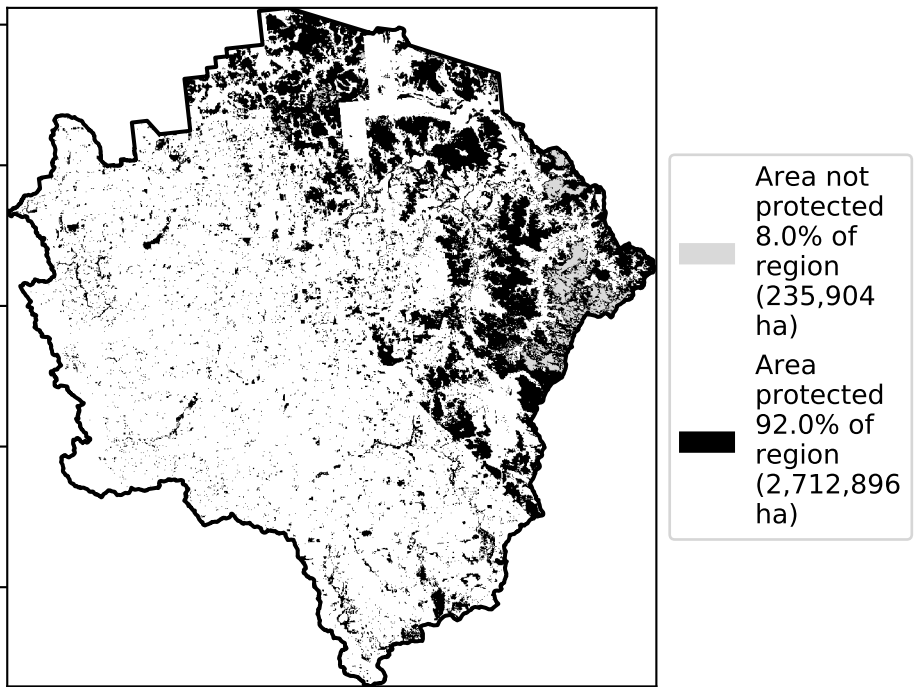 Area not
protected
8.0% of
region
(235,904
ha)
Area
protected
92.0% of
region
(2,712,896
ha)